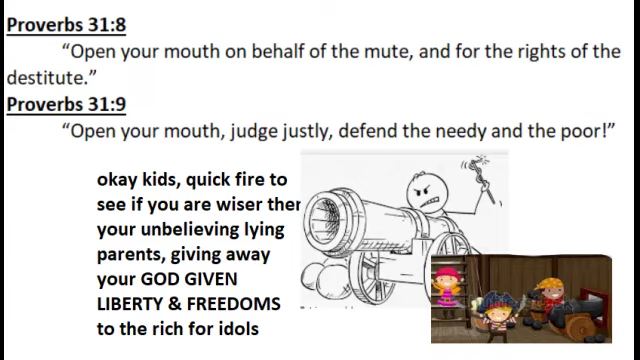 Proverbs 31:8
“Open your mouth on behalf of the mute, and for the rights of the
destitute.”
Proverbs 31:9
“Open your mouth, judge justly, defend the needy and the poor!”
okay kids, quick fire to
see if you are wiser then
your unbelieving lying
parents, giving away
your GOD GIVEN
LIBERTY & FREEDOMS
to the rich for idols